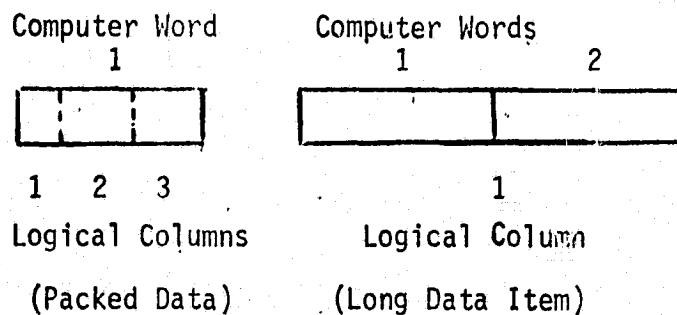 Computer Word
1
1 2 3
Logical Columns
(Packed Data)
Computer Words
1 2
1
Logical Column
(Long Data Item)